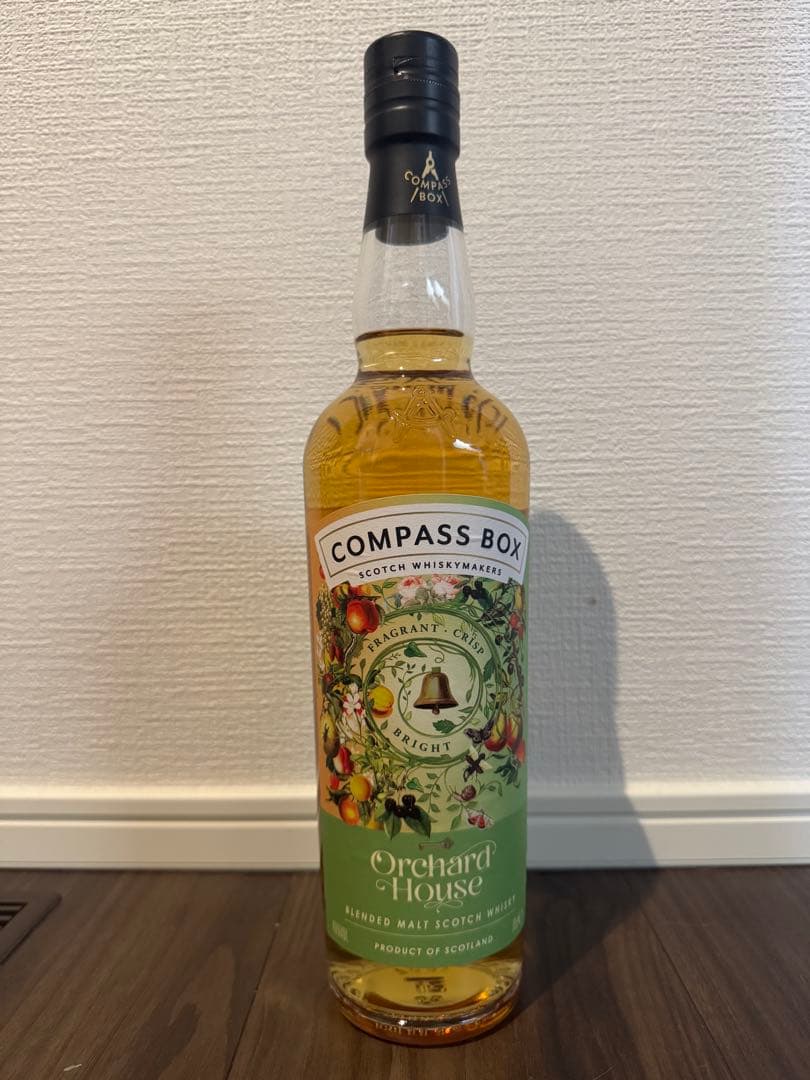 COMPASS
BOX
COMPASS BOX
SCOTCH WHISKYMAKERS
FRAGRANT · CRISP
BRIGHT
Orchard
House
BLENDED MALT SCOTCH WHISKY
PRODUCT OF SCOTLAND